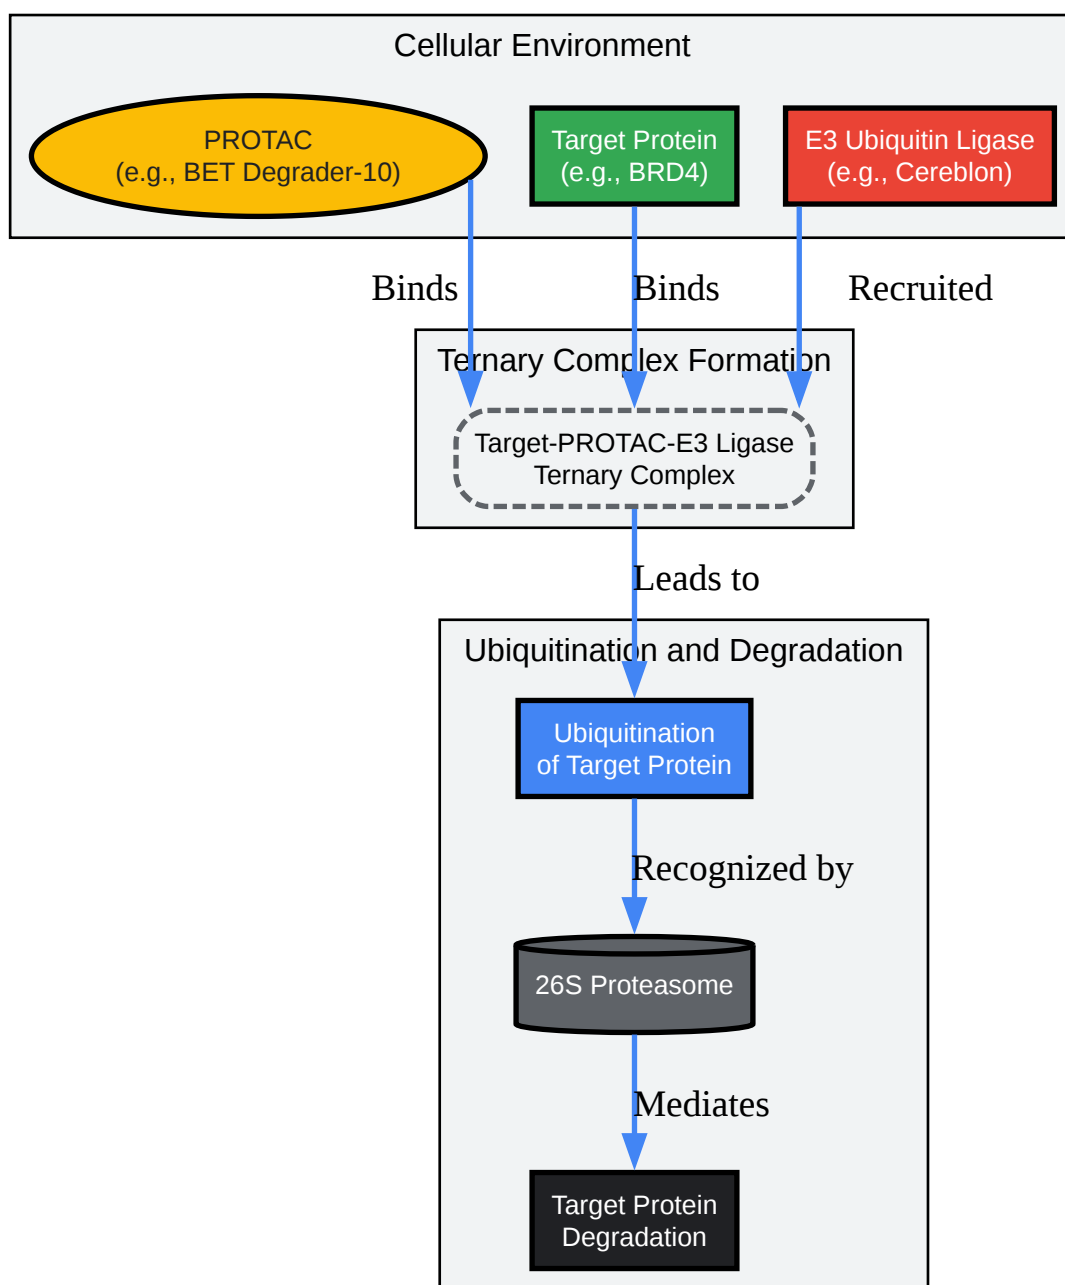 Cellular Environment
PROTAC
(e.g., BET Degrader-10)
Target Protein
(e.g., BRD4)
E3 Ubiquitin Ligase
(e.g., Cereblon)
Binds
Binds
Recruited
Ternary Complex Formation
Target-PROTAC-E3 Ligase
Ternary Complex
Leads to
Ubiquitination and Degradation
Ubiquitination
of Target Protein
Recognized by
26S Proteasome
Mediates
Target Protein
Degradation